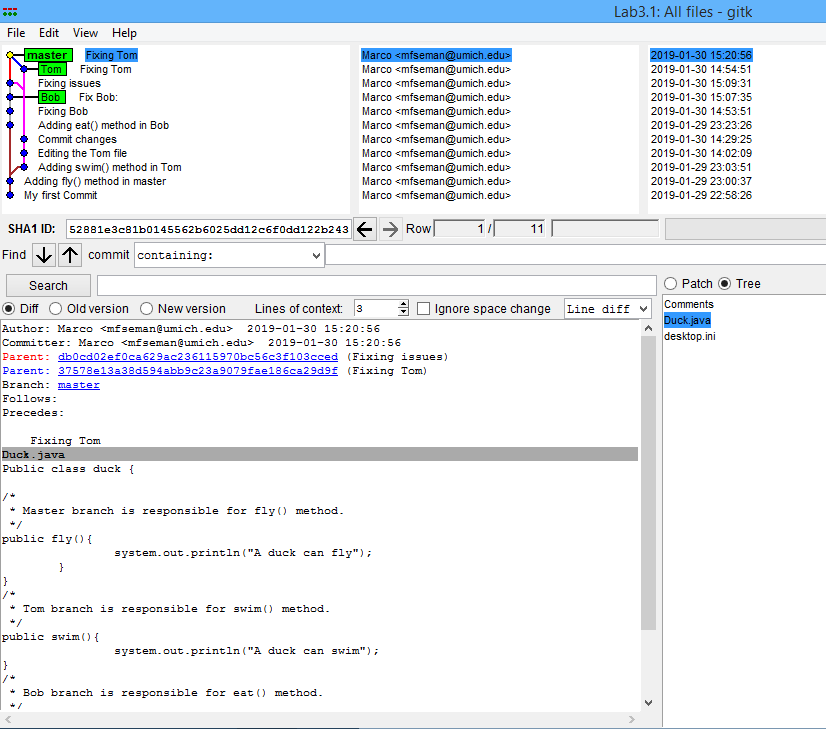 Lab3.1: All files - gitk
File Edit View Help
master Fixing Tom Marco <mfseman@umich.edu> 2019-01-30 15:20:56
Tom Fixing Tom Marco <mfseman@umich.edu> 2019-01-30 14:54:51
Fixing issues Marco <mfseman@umich.edu> 2019-01-30 15:09:31
Bob Fix Bob: Marco <mfseman@umich.edu> 2019-01-30 15:07:35
Fixing Bob Marco <mfseman@umich.edu> 2019-01-30 14:53:51
Adding eat() method in Bob Marco <mfseman@umich.edu> 2019-01-29 23:23:26
Commit changes Marco <mfseman@umich.edu> 2019-01-30 14:29:25
Editing the Tom file Marco <mfseman@umich.edu> 2019-01-30 14:02:09
Adding swim() method in Tom Marco <mfseman@umich.edu> 2019-01-29 23:03:51
Adding fly() method in master Marco <mfseman@umich.edu> 2019-01-29 23:00:37
My first Commit Marco <mfseman@umich.edu> 2019-01-29 22:58:26
SHA1 ID: 52881e3c81b0145562b6025dd12c6f0dd122b243 Row 1 / 11
Find commit containing:
Search
Diff Old version New version Lines of context: 3 Ignore space change Line diff
Patch Tree
Comments
Duck.java
desktop.ini
Author: Marco <mfseman@umich.edu> 2019-01-30 15:20:56
Committer: Marco <mfseman@umich.edu> 2019-01-30 15:20:56
Parent: db0cd02ef0ca629ac236115970bc56c3f103cced (Fixing issues)
Parent: 37578e13a38d594abb9c23a9079fae186ca29d9f (Fixing Tom)
Branch: master
Follows:
Precedes:
Fixing Tom
Duck.java
Public class duck {
/*
* Master branch is responsible for fly() method.
*/
public fly(){
system.out.println("A duck can fly");
}
}
/*
* Tom branch is responsible for swim() method.
*/
public swim(){
system.out.println("A duck can swim");
}
/*
* Bob branch is responsible for eat() method.
*/